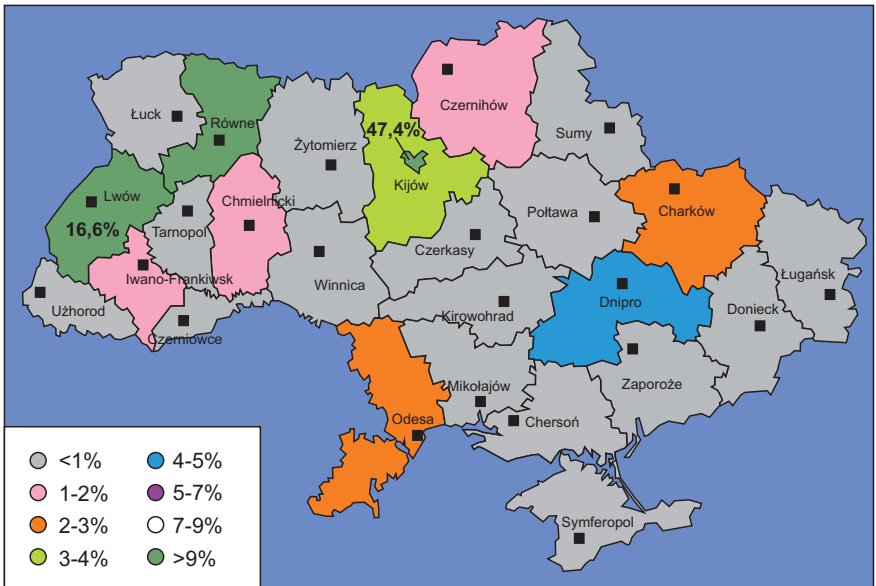 Czernihów
Łuck
Równe
47,4%
Sumy
Żytomierz
Kijów
Lwów
Chmielnicki
Połtawa
Charków
16,6%
Tarnopol
Czerkasy
Iwano-Frankiwsk
Winnica
Ługańsk
Użhorod
Kirowohrad
Dnipro
Donieck
Czerniowce
Mikołajów
Zaporoże
Odesa
Chersoń
Symferopol
<1%
1-2%
2-3%
3-4%
4-5%
5-7%
7-9%
>9%